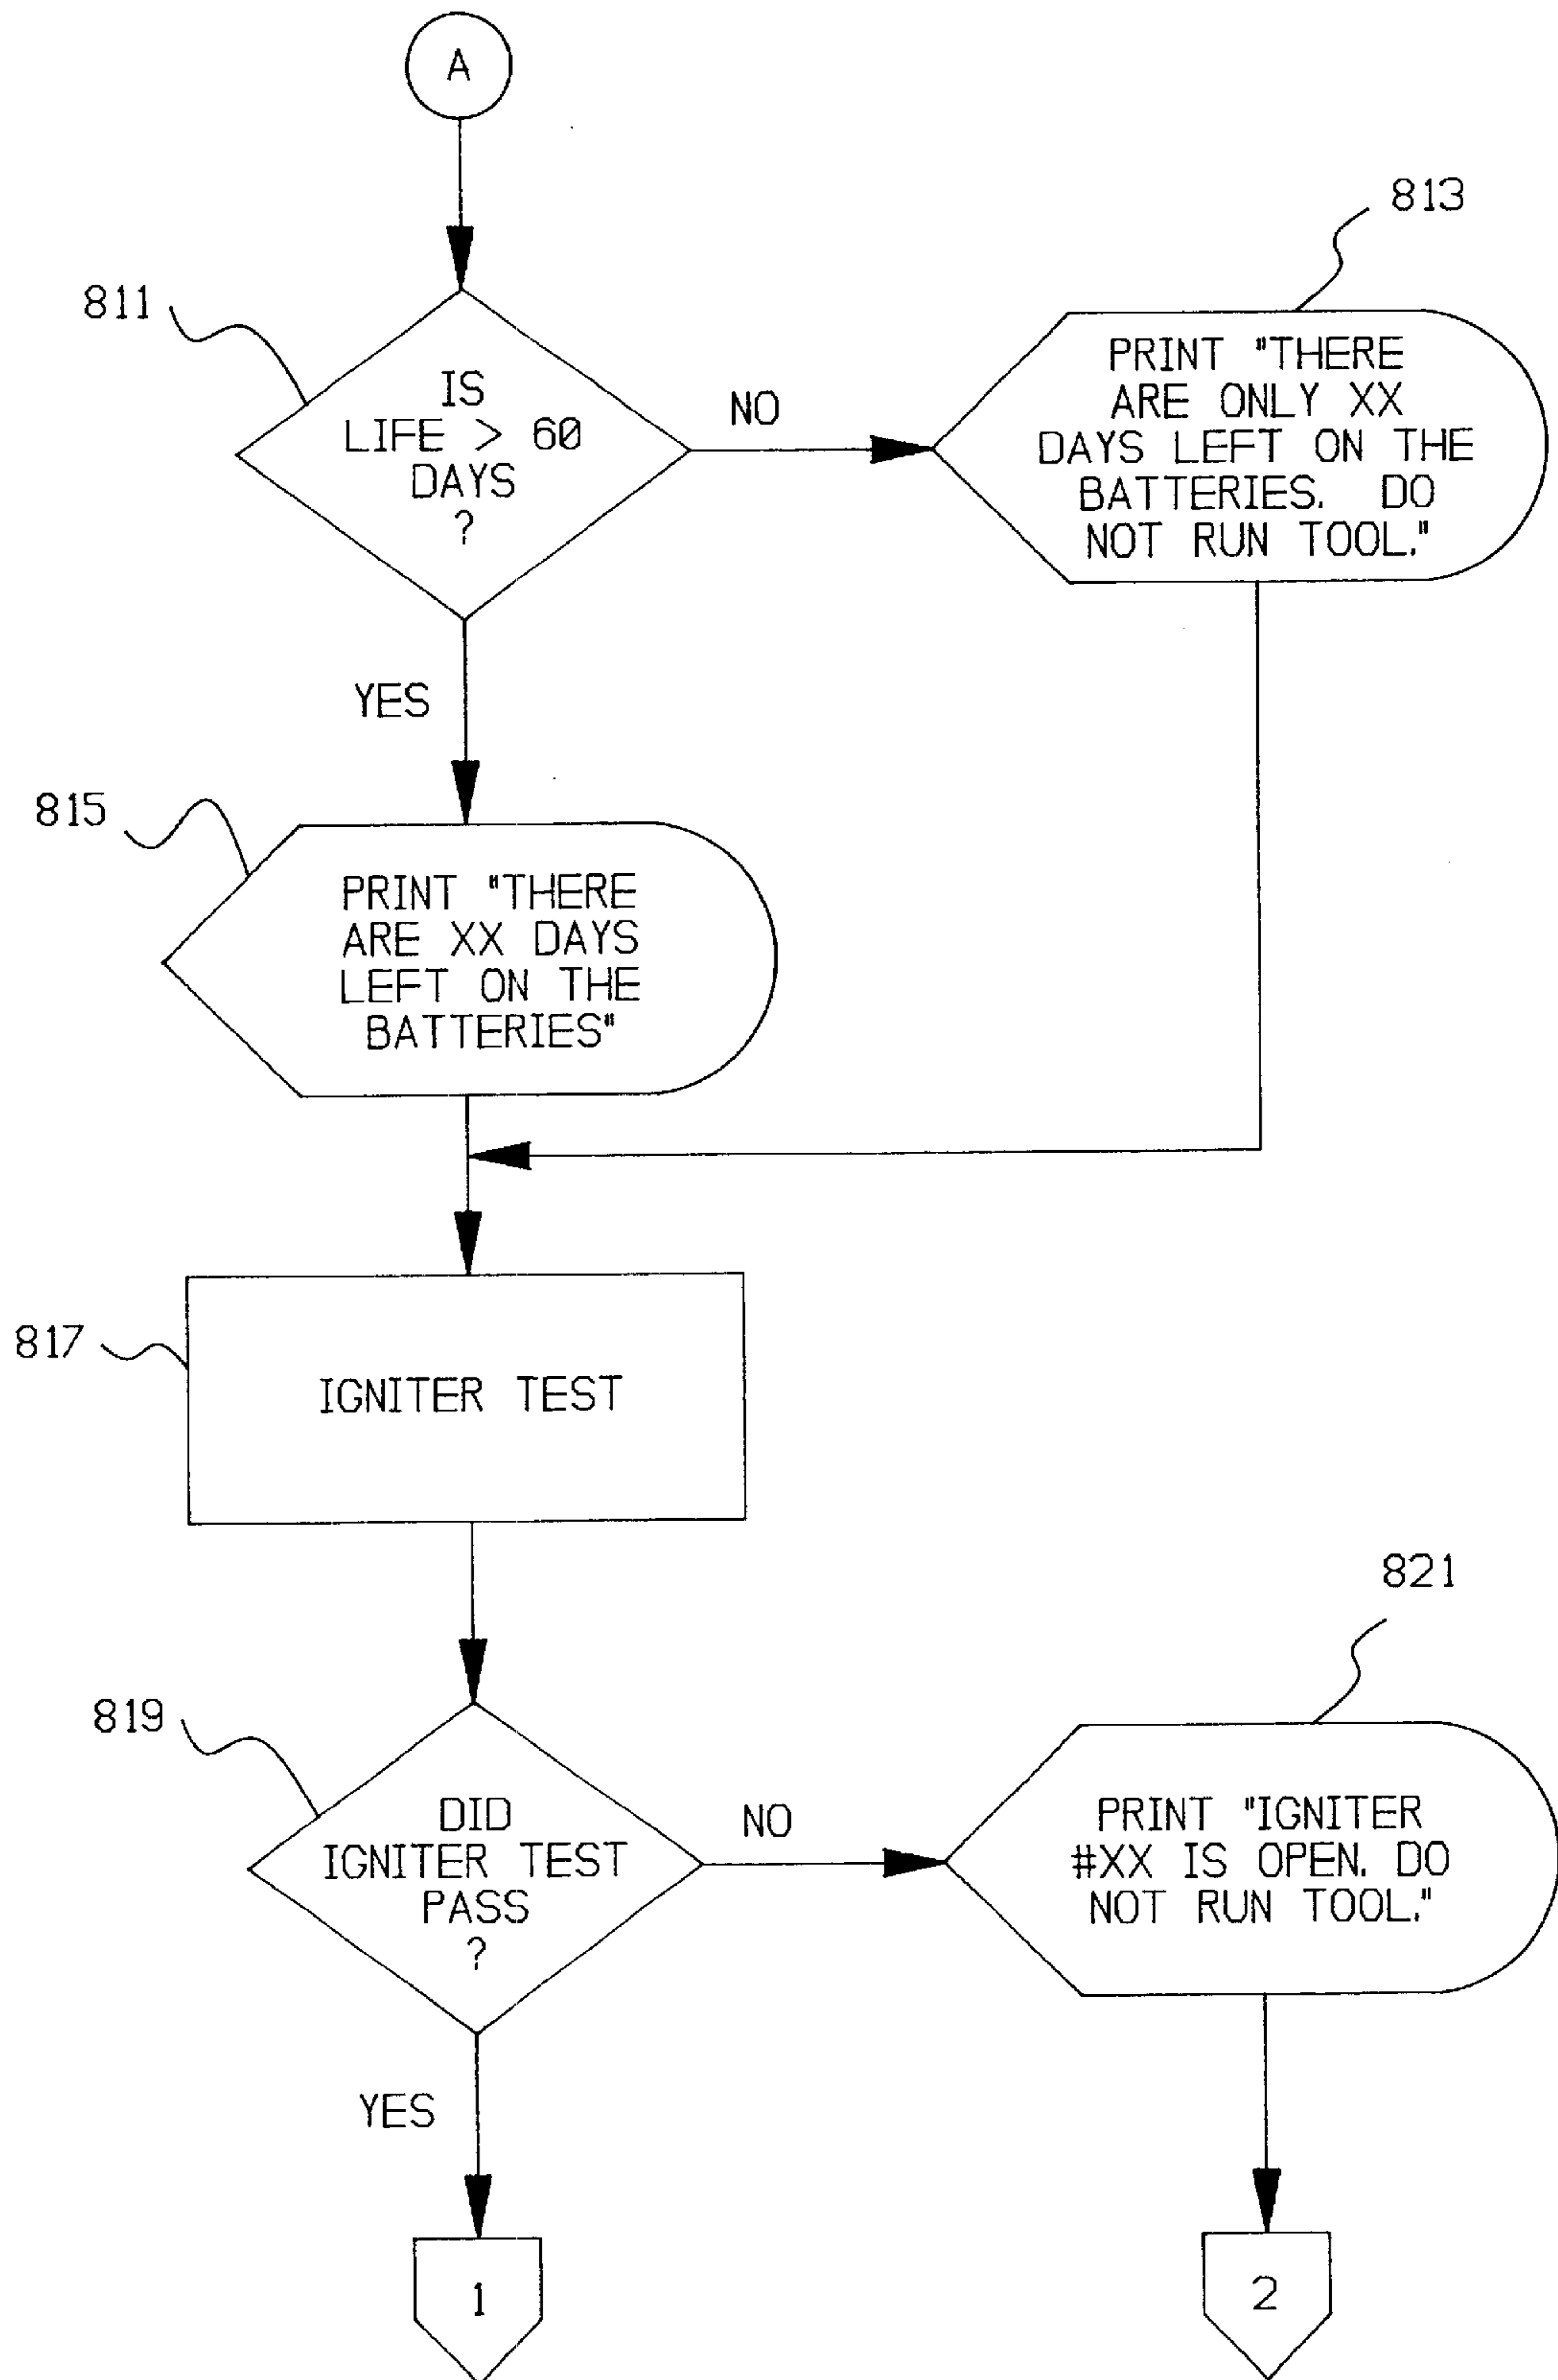 A
813
811
IS
LIFE > 60
DAYS
?
NO
PRINT "THERE
ARE ONLY XX
DAYS LEFT ON THE
BATTERIES. DO
NOT RUN TOOL."
YES
815
PRINT "THERE
ARE XX DAYS
LEFT ON THE
BATTERIES"
817
IGNITER TEST
821
819
DID
IGNITER TEST
PASS
?
NO
PRINT "IGNITER
#XX IS OPEN. DO
NOT RUN TOOL."
YES
1
2